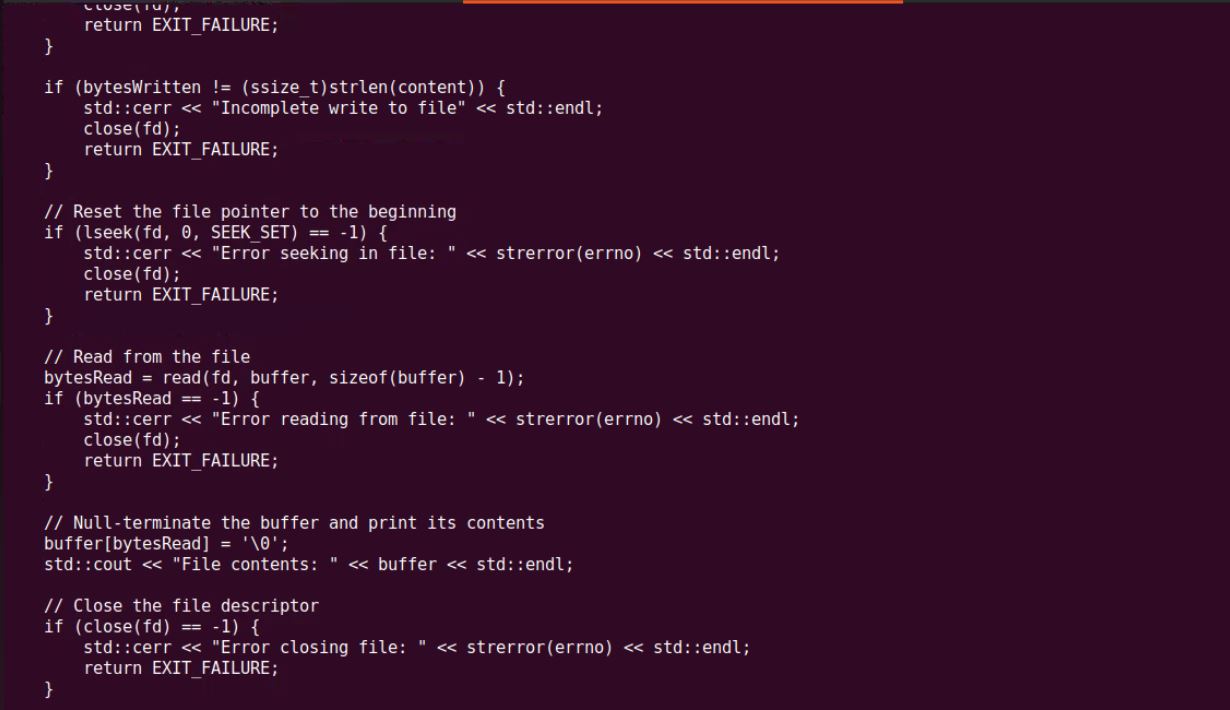 close(fd);
        return EXIT_FAILURE;
    }

    if (bytesWritten != (ssize_t)strlen(content)) {
        std::cerr << "Incomplete write to file" << std::endl;
        close(fd);
        return EXIT_FAILURE;
    }

    // Reset the file pointer to the beginning
    if (lseek(fd, 0, SEEK_SET) == -1) {
        std::cerr << "Error seeking in file: " << strerror(errno) << std::endl;
        close(fd);
        return EXIT_FAILURE;
    }

    // Read from the file
    bytesRead = read(fd, buffer, sizeof(buffer) - 1);
    if (bytesRead == -1) {
        std::cerr << "Error reading from file: " << strerror(errno) << std::endl;
        close(fd);
        return EXIT_FAILURE;
    }

    // Null-terminate the buffer and print its contents
    buffer[bytesRead] = '\0';
    std::cout << "File contents: " << buffer << std::endl;

    // Close the file descriptor
    if (close(fd) == -1) {
        std::cerr << "Error closing file: " << strerror(errno) << std::endl;
        return EXIT_FAILURE;
    }